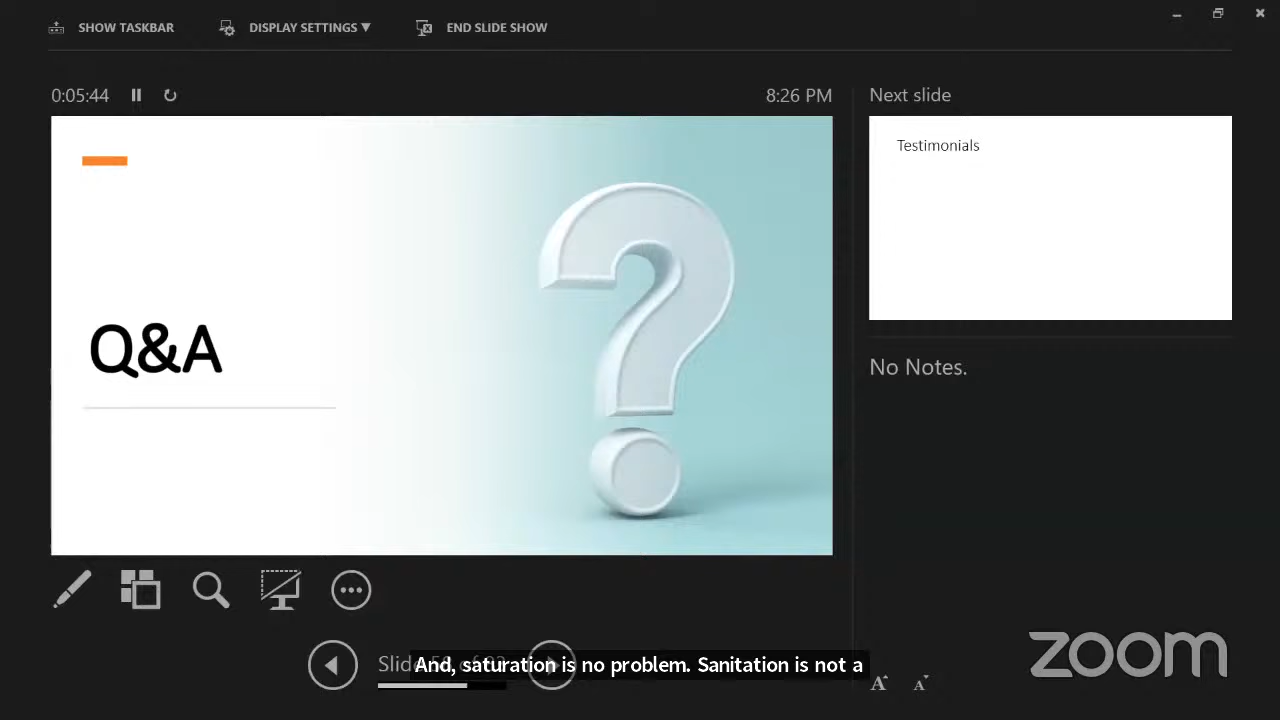 SHOW TASKBAR
DISPLAY SETTINGS ▼
END SLIDE SHOW
0:05:44
8:26 PM
Next slide
Testimonials
Q&A
No Notes.
Slide
And, saturation is no problem. Sanitation is not a
A A
zoom